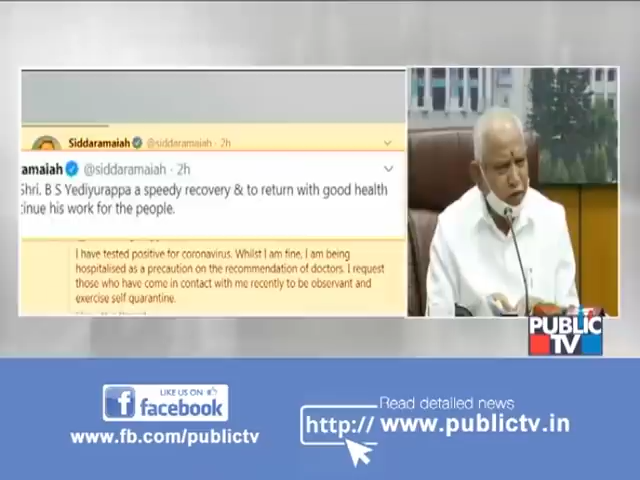 Siddaramaiah @siddaramaiah · 2h
amaiah @siddaramaiah · 2h
Shri. B S Yediyurappa a speedy recovery & to return with good health
tinue his work for the people.
I have tested positive for coronavirus. Whilst I am fine, I am being
hospitalised as a precaution on the recommendation of doctors. I request
those who have come in contact with me recently to be observant and
exercise self quarantine.
PUBLIC
TV
LIKE US ON
facebook
www.fb.com/publictv
Read detailed news
http:// www.publictv.in